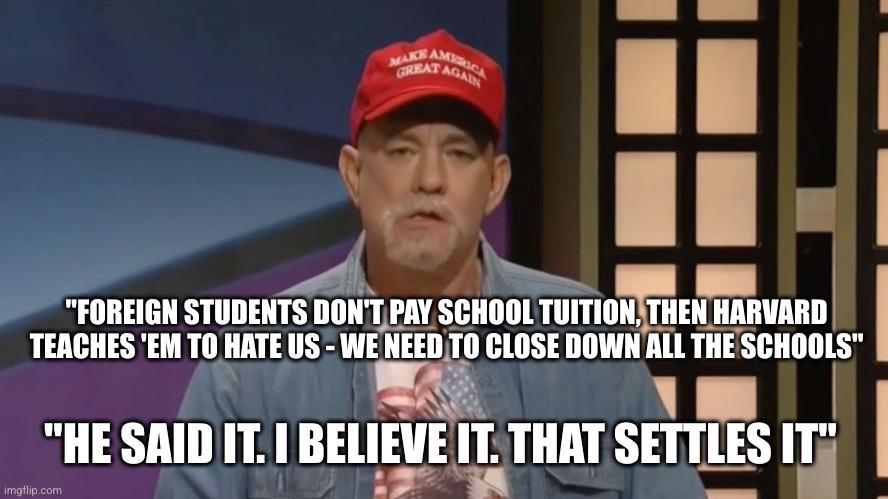 MAKE AMERICA
GREAT AGAIN
"FOREIGN STUDENTS DON'T PAY SCHOOL TUITION, THEN HARVARD
TEACHES 'EM TO HATE US - WE NEED TO CLOSE DOWN ALL THE SCHOOLS"
"HE SAID IT. I BELIEVE IT. THAT SETTLES IT"
imgflip.com